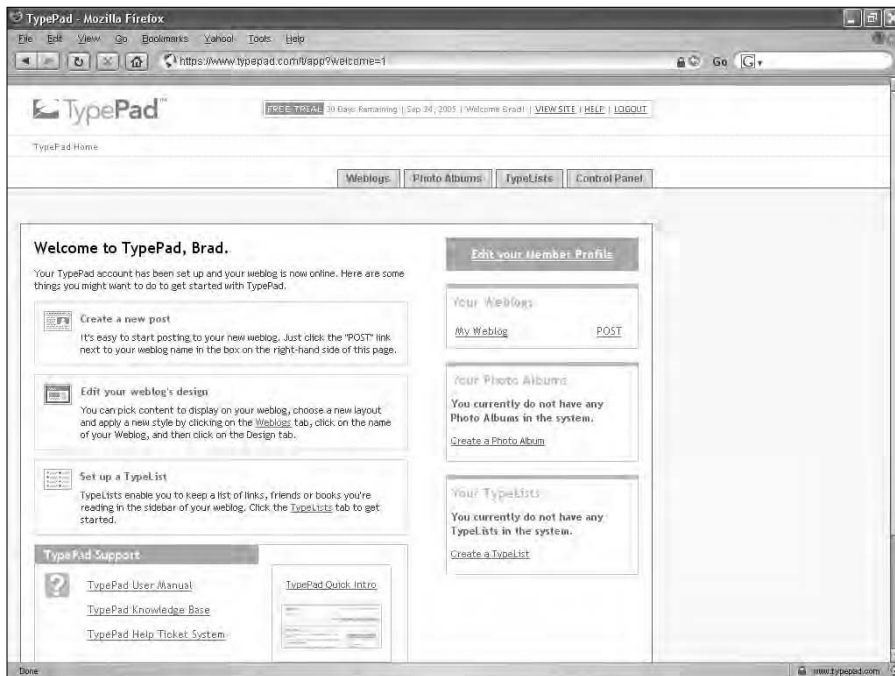 TypePad - Mozilla Firefox
File Edit View Go Bookmarks Yahoo! Tools Help
https://www.typepad.com/t/app?welcome=1
Go
G
TypePad™
FREE TRIAL 30 Days Remaining | Sep 24, 2005 | Welcome Brad! | VIEW SITE | HELP | LOGOUT
TypePad Home
Weblogs Photo Albums TypeLists Control Panel
Welcome to TypePad, Brad.
Your TypePad account has been set up and your weblog is now online. Here are some
things you might want to do to get started with TypePad.
Create a new post
It's easy to start posting to your new weblog. Just click the "POST" link
next to your weblog name in the box on the right-hand side of this page.
Edit your weblog's design
You can pick content to display on your weblog, choose a new layout
and apply a new style by clicking on the Weblogs tab, click on the name
of your Weblog, and then click on the Design tab.
Set up a TypeList
TypeLists enable you to keep a list of links, friends or books you're
reading in the sidebar of your weblog. Click the TypeLists tab to get
started.
TypePad Support
?
TypePad User Manual
TypePad Knowledge Base
TypePad Help Ticket System
TypePad Quick Intro
Edit your Member Profile
Your Weblogs
My Weblog POST
Your Photo Albums
You currently do not have any
Photo Albums in the system.
Create a Photo Album
Your TypeLists
You currently do not have any
TypeLists in the system.
Create a TypeList
Done
www.typepad.com